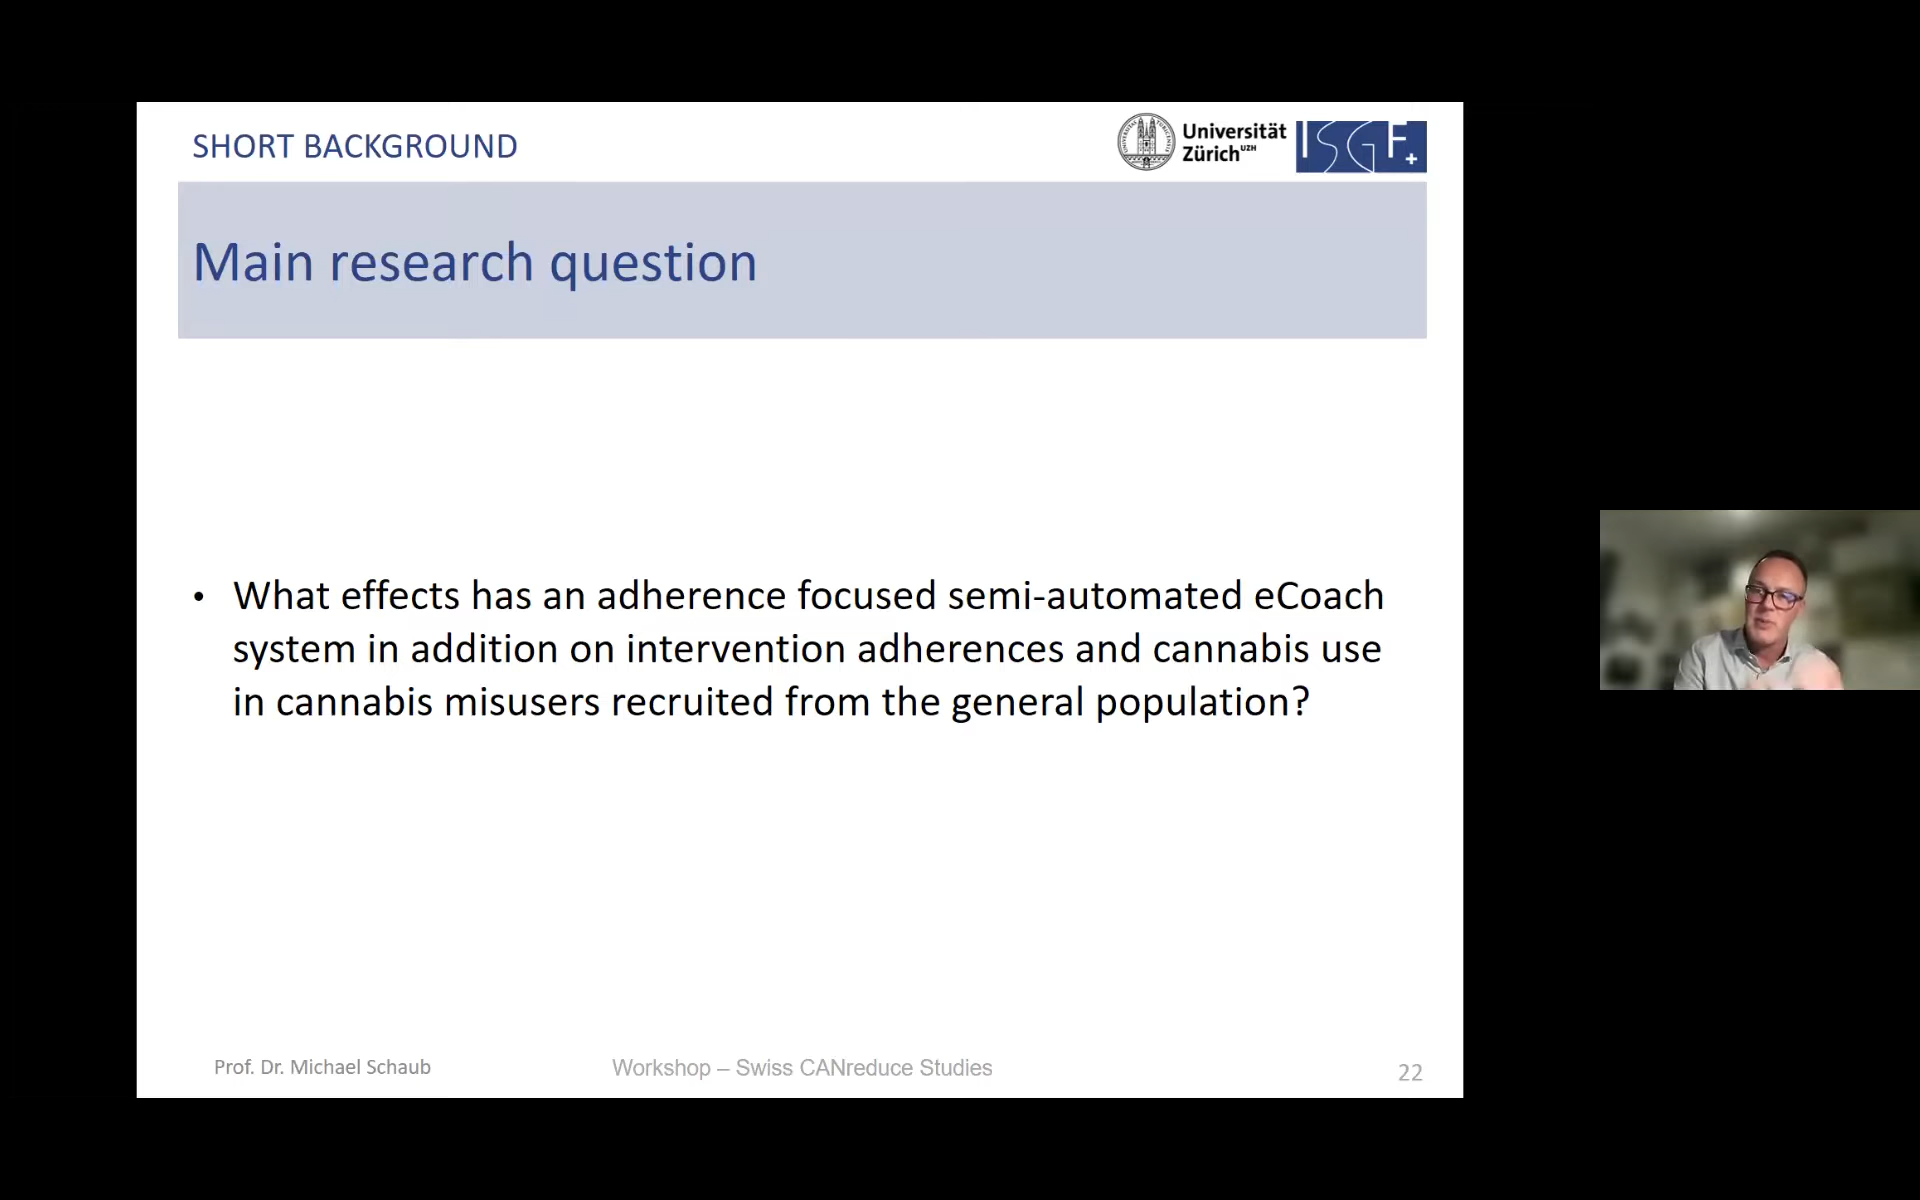 SHORT BACKGROUND
Universität
Zürich UZH
ISGF
Main research question
• What effects has an adherence focused semi-automated eCoach
system in addition on intervention adherences and cannabis use
in cannabis misusers recruited from the general population?
Prof. Dr. Michael Schaub
Workshop – Swiss CANreduce Studies
22